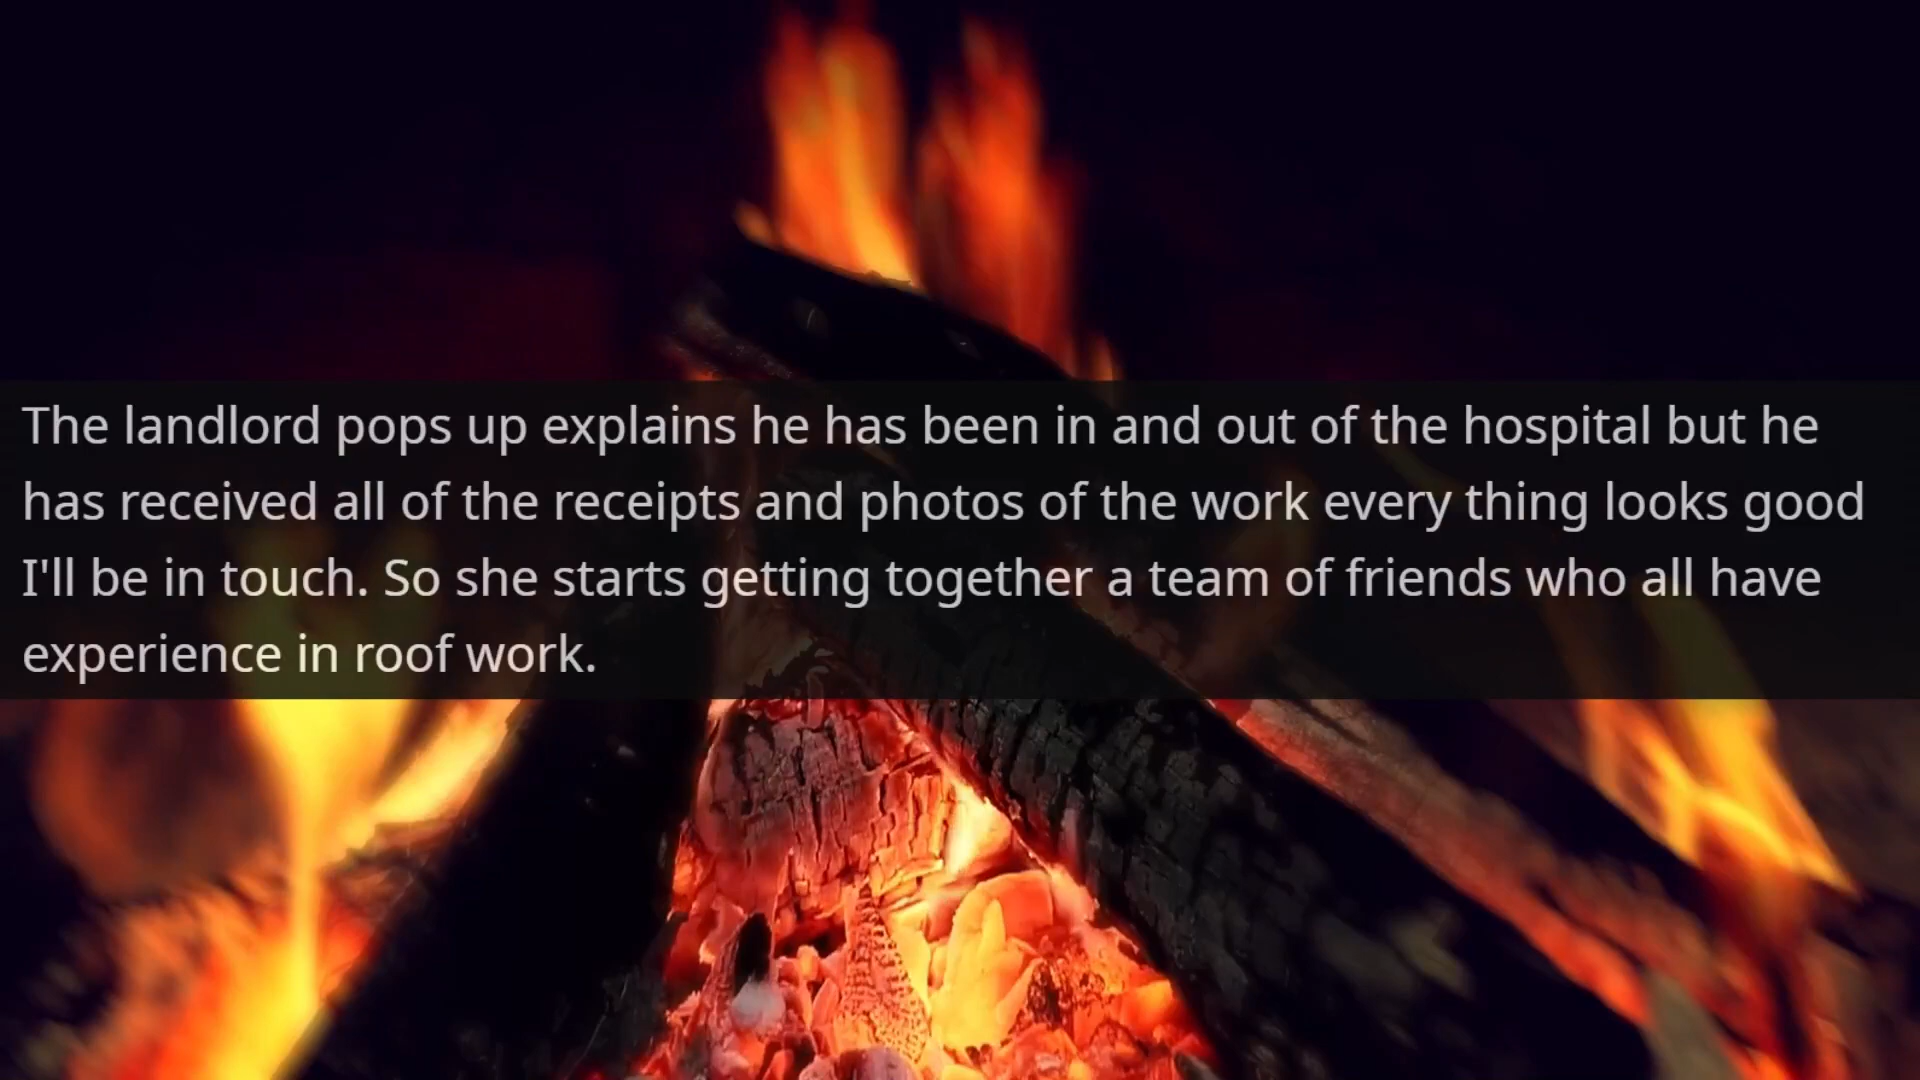 The landlord pops up explains he has been in and out of the hospital but he
has received all of the receipts and photos of the work every thing looks good
I'll be in touch. So she starts getting together a team of friends who all have
experience in roof work.